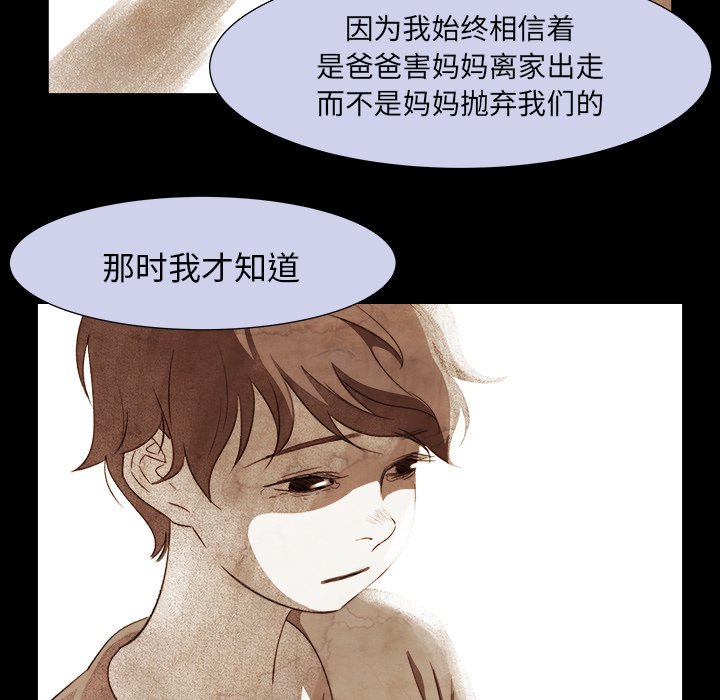 因为我始终相信着
是爸爸害妈妈离家出走
而不是妈妈抛弃我们的
那时我才知道